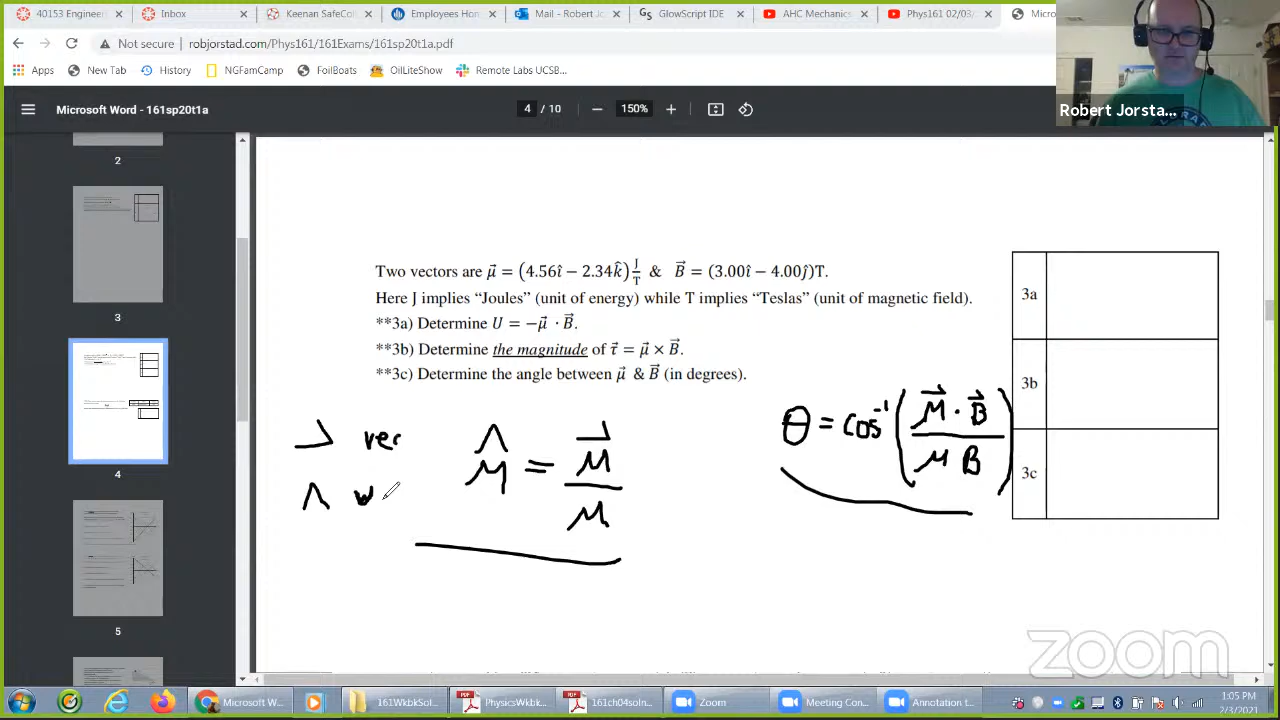 40153 Engineer
Inbox
Keenan SafeCo
Employees Hon
Mail - Robert J
GlowScript IDE
AHC Mechanics
Phys161 02/03/
Micro
Not secure | robjorstad.com/Phys161/161Exams/161sp20t1a.pdf
Apps New Tab History NGFamCamp FoilBoats OilLiteShow Remote Labs UCSB...
Robert Jorsta...
Microsoft Word - 161sp20t1a
4 / 10
150%
2
3
4
5
Two vectors are μ⃗ = (4.56î − 2.34k̂) J/T & B⃗ = (3.00î − 4.00ĵ)T.
Here J implies “Joules” (unit of energy) while T implies “Teslas” (unit of magnetic field).
**3a) Determine U = −μ⃗ · B⃗.
**3b) Determine the magnitude of τ⃗ = μ⃗ × B⃗.
**3c) Determine the angle between μ⃗ & B⃗ (in degrees).
3a
3b
3c
→ vec
^ w
μ̂ = μ⃗/μ
θ = cos⁻¹(μ⃗ · B⃗ / μ B)
zoom
Microsoft W...
161WkbkSol...
PhysicsWkbk...
161ch04soln...
Zoom
Meeting Con...
Annotation t...
1:05 PM
2/3/2021